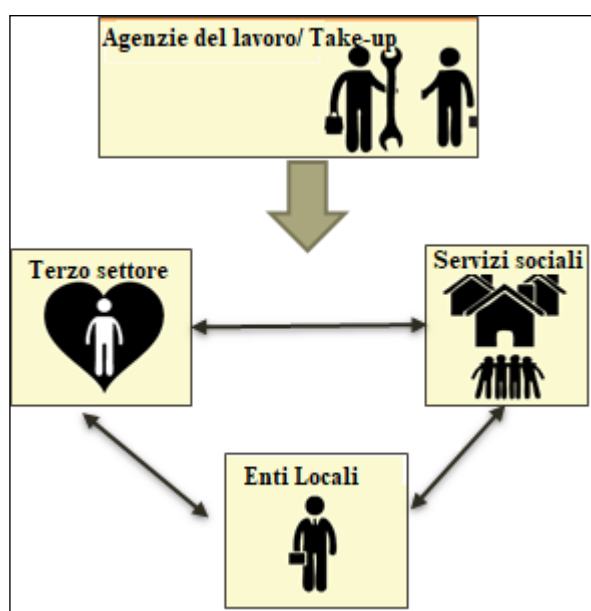 Agenzie del lavoro/ Take-up
Terzo settore
Servizi sociali
Enti Locali